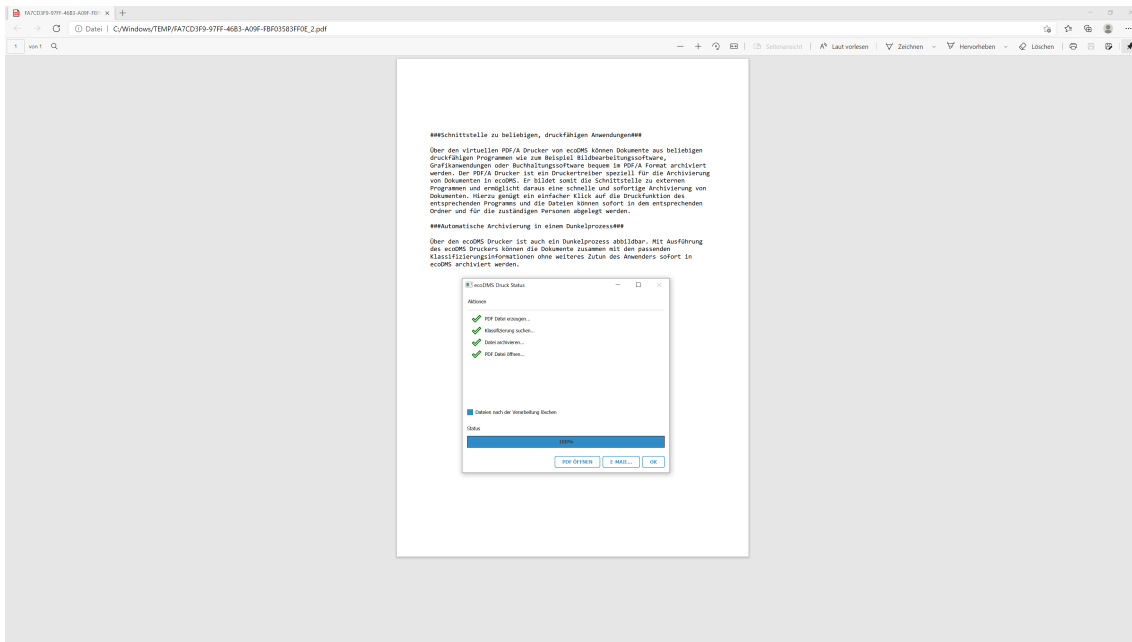 FA7CD3F9-97FF-46B3-A09F-FBF
Datei | C:/Windows/TEMP/FA7CD3F9-97FF-46B3-A09F-FBF03583FF0E_2.pdf
1 von 1 Seitenansicht Laut vorlesen Zeichnen Hervorheben Löschen
###Schnittstelle zu beliebigen, druckfähigen Anwendungen###
Über den virtuellen PDF/A Drucker von ecoDMS können Dokumente aus beliebigen
druckfähigen Programmen wie zum Beispiel Bildbearbeitungssoftware,
Grafikanwendungen oder Buchhaltungssoftware bequem im PDF/A Format archiviert
werden. Der PDF/A Drucker ist ein Druckertreiber speziell für die Archivierung
von Dokumenten in ecoDMS. Er bildet somit die Schnittstelle zu externen
Programmen und ermöglicht daraus eine schnelle und sofortige Archivierung von
Dokumenten. Hierzu genügt ein einfacher Klick auf die Druckfunktion des
entsprechenden Programms und die Dateien können sofort in dem entsprechenden
Ordner und für die zuständigen Personen abgelegt werden.
###Automatische Archivierung in einem Dunkelprozess###
Über den ecoDMS Drucker ist auch ein Dunkelprozess abbildbar. Mit Ausführung
des ecoDMS Druckers können die Dokumente zusammen mit den passenden
Klassifizierungsinformationen ohne weiteres Zutun des Anwenders sofort in
ecoDMS archiviert werden.
ecoDMS Druck Status
Aktionen
PDF Datei erzeugen...
Klassifizierung suchen...
Datei archivieren...
PDF Datei öffnen...
Dateien nach der Verarbeitung löschen
Status
100%
PDF ÖFFNEN E-MAIL... OK